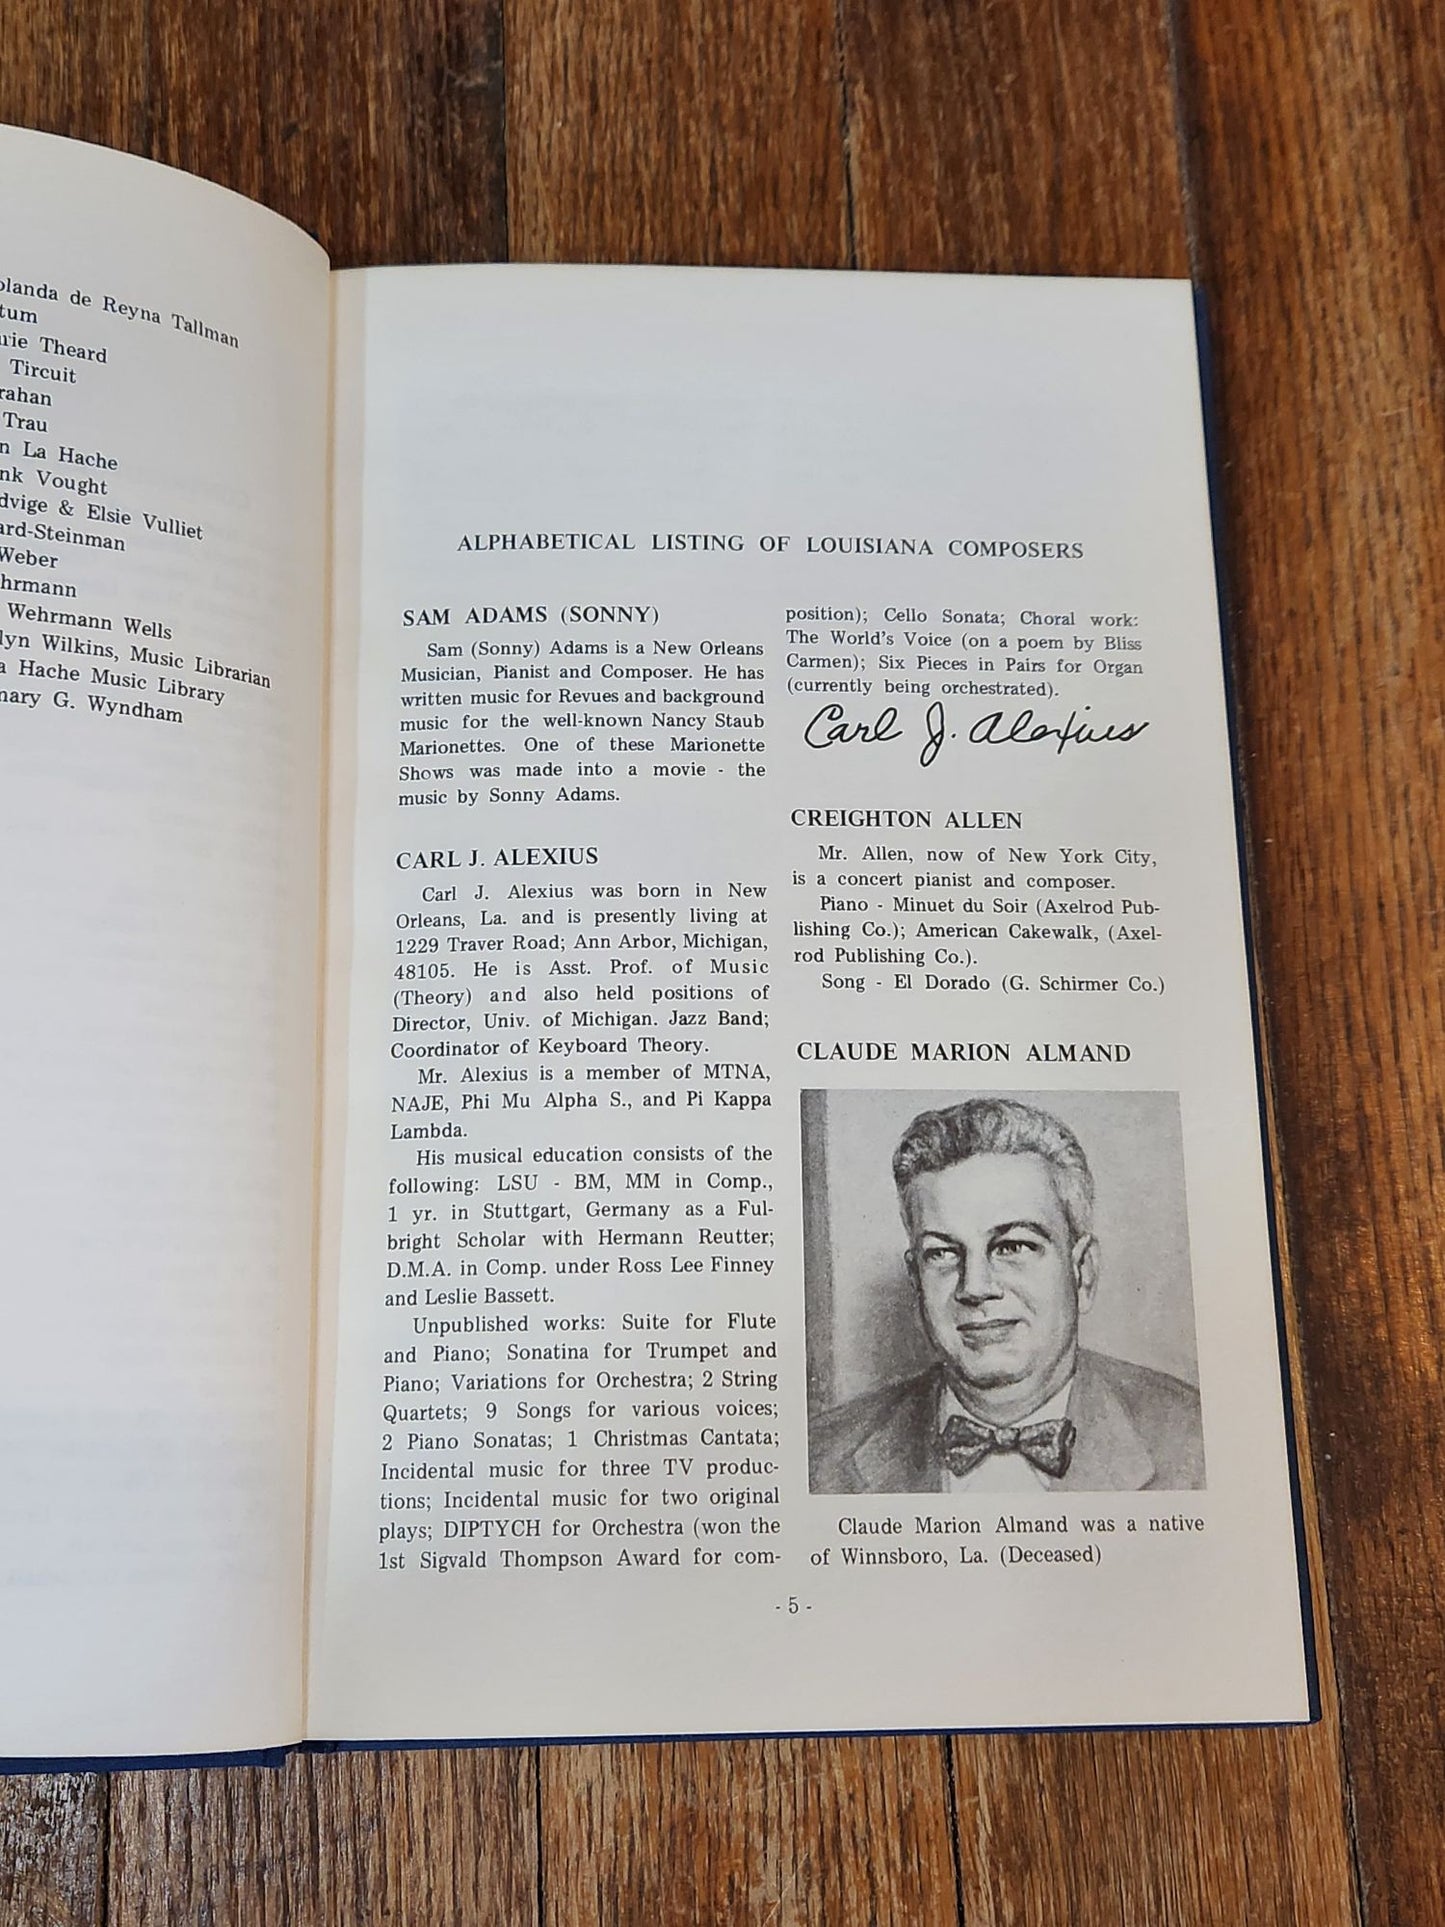 de Reyna Tallman
Theard
Tircuit
Trau
La Hache
Vought
& Elsie Vulliet
Weber
Wehrmann Wells
Wilkins, Music Librarian
Hache Music Library
G. Wyndham
ALPHABETICAL LISTING OF LOUISIANA COMPOSERS
SAM ADAMS (SONNY)
Sam (Sonny) Adams is a New Orleans
Musician, Pianist and Composer. He has
written music for Revues and background
music for the well-known Nancy Staub
Marionettes. One of these Marionette
Shows was made into a movie - the
music by Sonny Adams.
CARL J. ALEXIUS
Carl J. Alexius was born in New
Orleans, La. and is presently living at
1229 Traver Road; Ann Arbor, Michigan,
48105. He is Asst. Prof. of Music
(Theory) and also held positions of
Director, Univ. of Michigan. Jazz Band;
Coordinator of Keyboard Theory.
Mr. Alexius is a member of MTNA,
NAJE, Phi Mu Alpha S., and Pi Kappa
Lambda.
His musical education consists of the
following: LSU - BM, MM in Comp.,
1 yr. in Stuttgart, Germany as a Ful-
bright Scholar with Hermann Reutter;
D.M.A. in Comp. under Ross Lee Finney
and Leslie Bassett.
Unpublished works: Suite for Flute
and Piano; Sonatina for Trumpet and
Piano; Variations for Orchestra; 2 String
Quartets; 9 Songs for various voices;
2 Piano Sonatas; 1 Christmas Cantata;
Incidental music for three TV produc-
tions; Incidental music for two original
plays; DIPTYCH for Orchestra (won the
1st Sigvald Thompson Award for com-
position); Cello Sonata; Choral work:
The World's Voice (on a poem by Bliss
Carmen); Six Pieces in Pairs for Organ
(currently being orchestrated).
Carl J. Alexius
CREIGHTON ALLEN
Mr. Allen, now of New York City,
is a concert pianist and composer.
Piano - Minuet du Soir (Axelrod Pub-
lishing Co.); American Cakewalk, (Axel-
rod Publishing Co.).
Song - El Dorado (G. Schirmer Co.)
CLAUDE MARION ALMAND
Claude Marion Almand was a native
of Winnsboro, La. (Deceased)
- 5 -